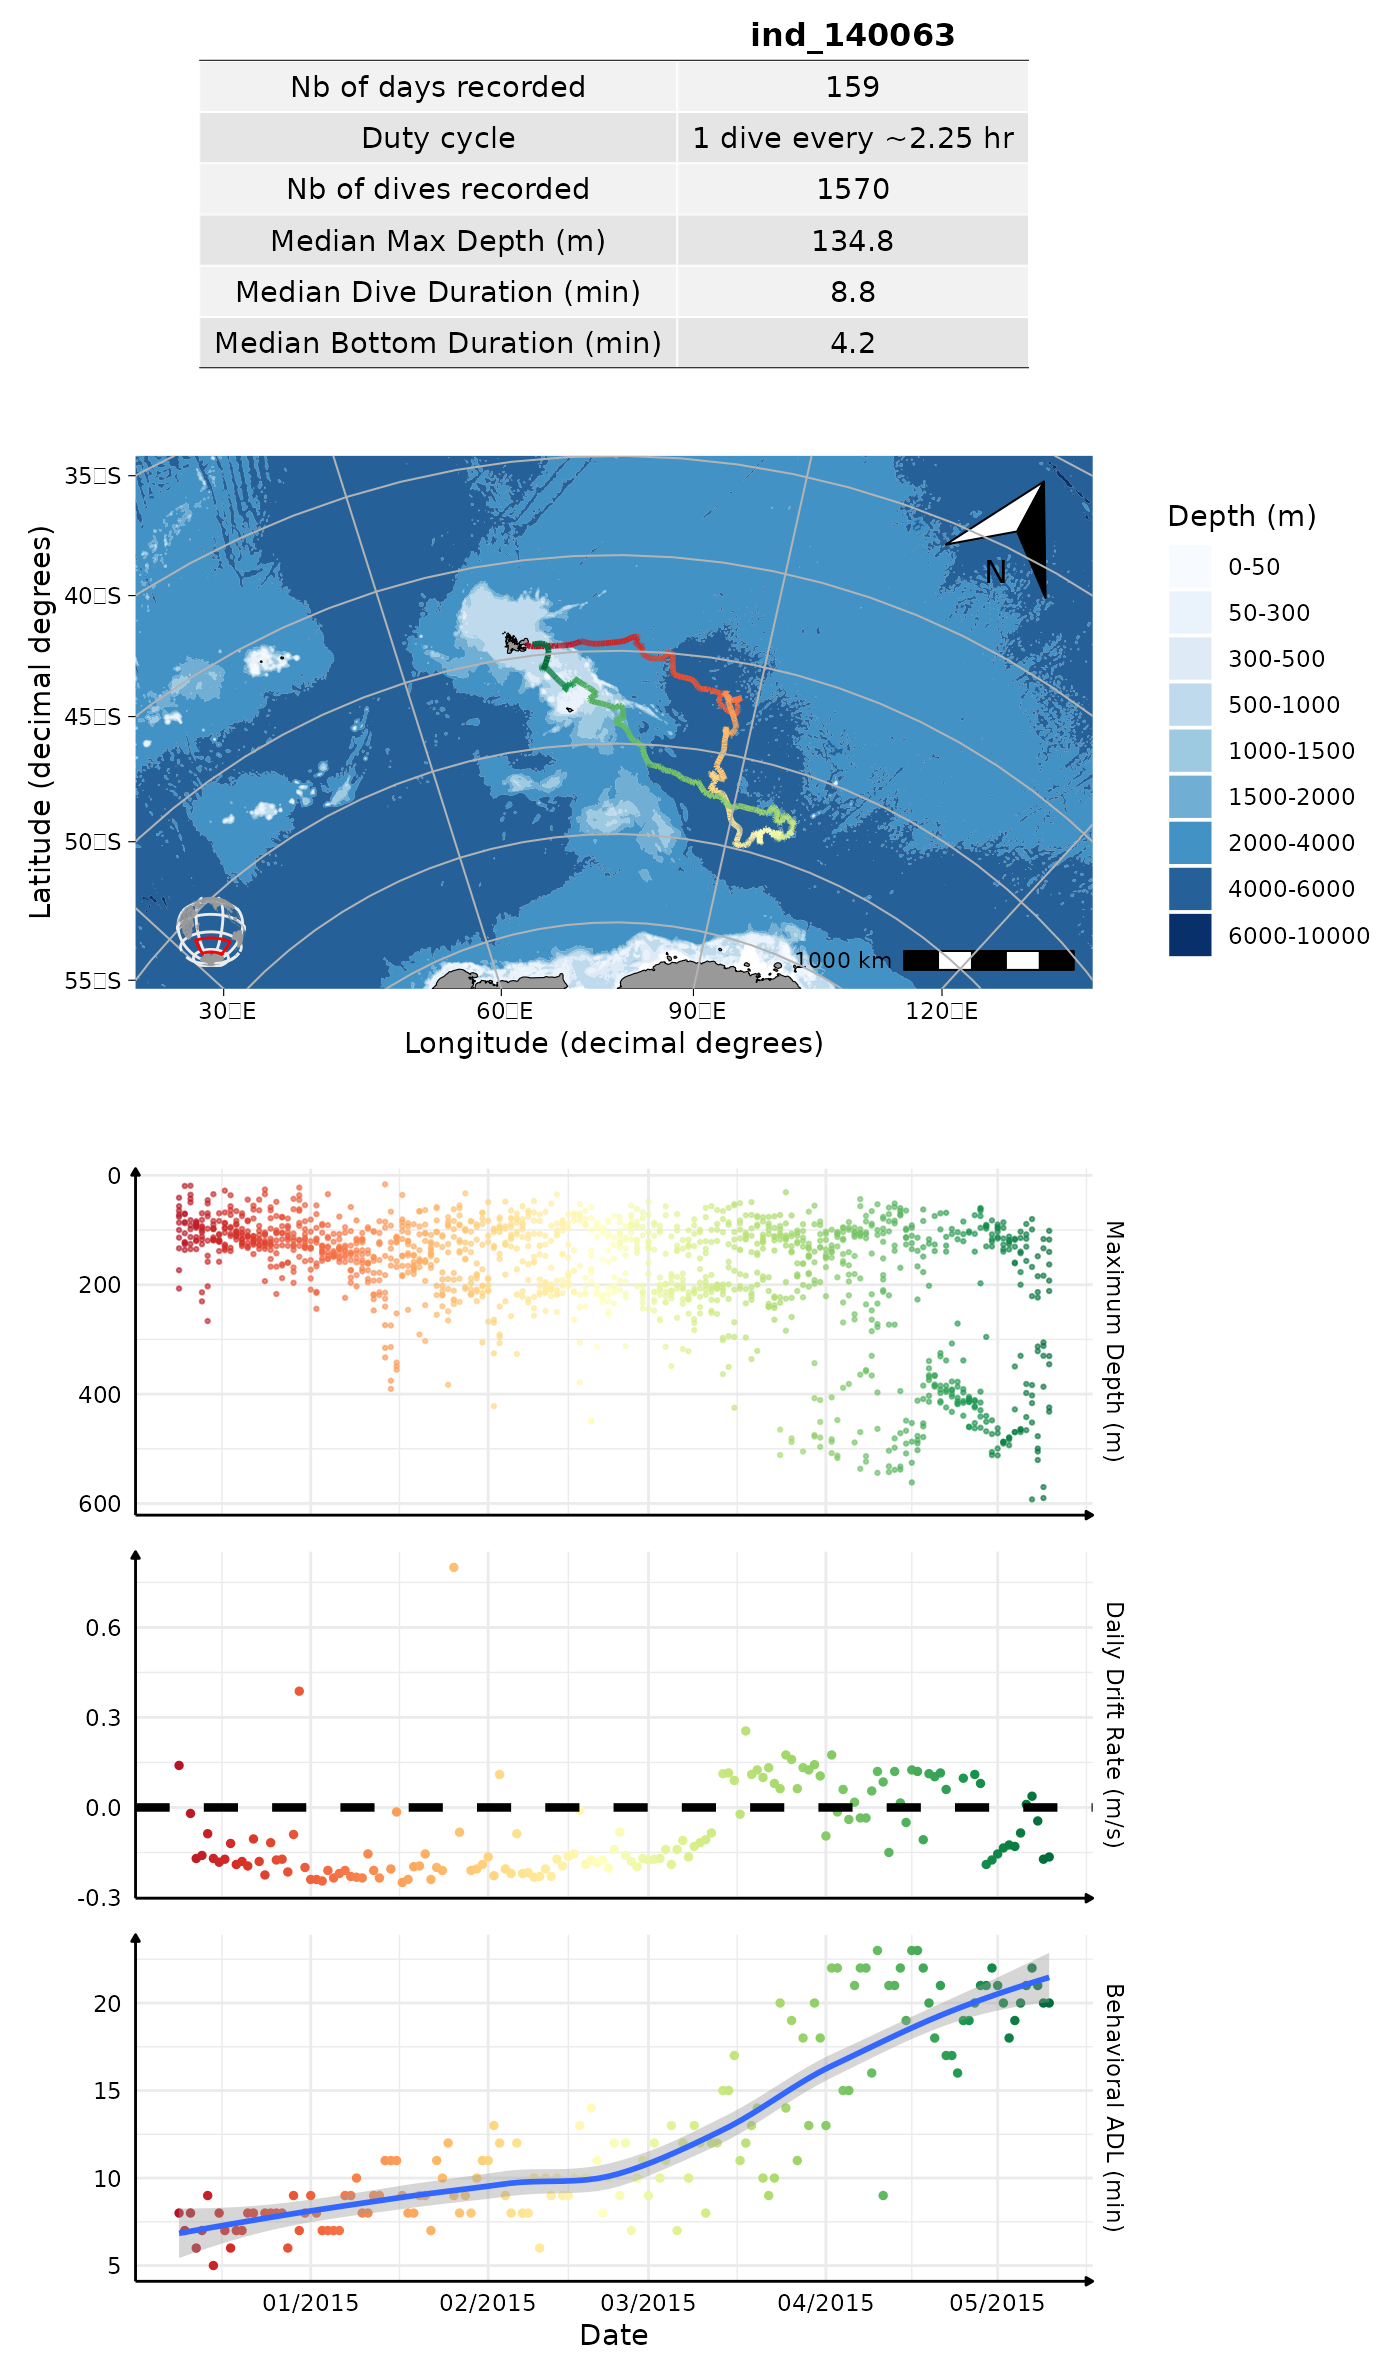 ind_140063
Nb of days recorded 159
Duty cycle 1 dive every ~2.25 hr
Nb of dives recorded 1570
Median Max Depth (m) 134.8
Median Dive Duration (min) 8.8
Median Bottom Duration (min) 4.2
35□S
40□S
45□S
50□S
55□S
Latitude (decimal degrees)
N
1000 km
30□E 60□E 90□E 120□E
Longitude (decimal degrees)
Depth (m)
0-50
50-300
300-500
500-1000
1000-1500
1500-2000
2000-4000
4000-6000
6000-10000
0
200
400
600
Maximum Depth (m)
0.6
0.3
0.0
-0.3
Daily Drift Rate (m/s)
20
15
10
5
Behavioral ADL (min)
01/2015 02/2015 03/2015 04/2015 05/2015
Date